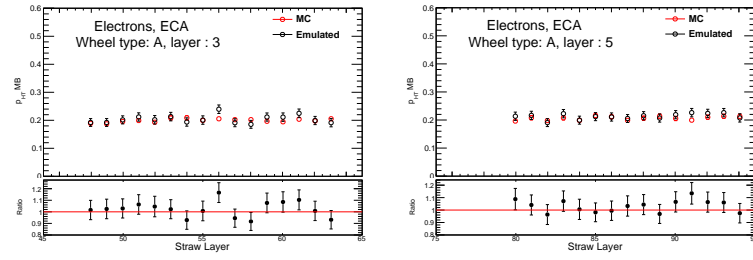 Electrons, ECA
Wheel type: A, layer : 3
MC
Emulated
p_HT MB
0.6
0.5
0.4
0.3
0.2
0.1
0
Ratio
1.2
1.1
1
0.9
0.8
45
50
55
60
65
Straw Layer
Electrons, ECA
Wheel type: A, layer : 5
MC
Emulated
p_HT MB
0.6
0.5
0.4
0.3
0.2
0.1
0
Ratio
1.2
1.1
1
0.9
0.8
75
80
85
90
95
Straw Layer